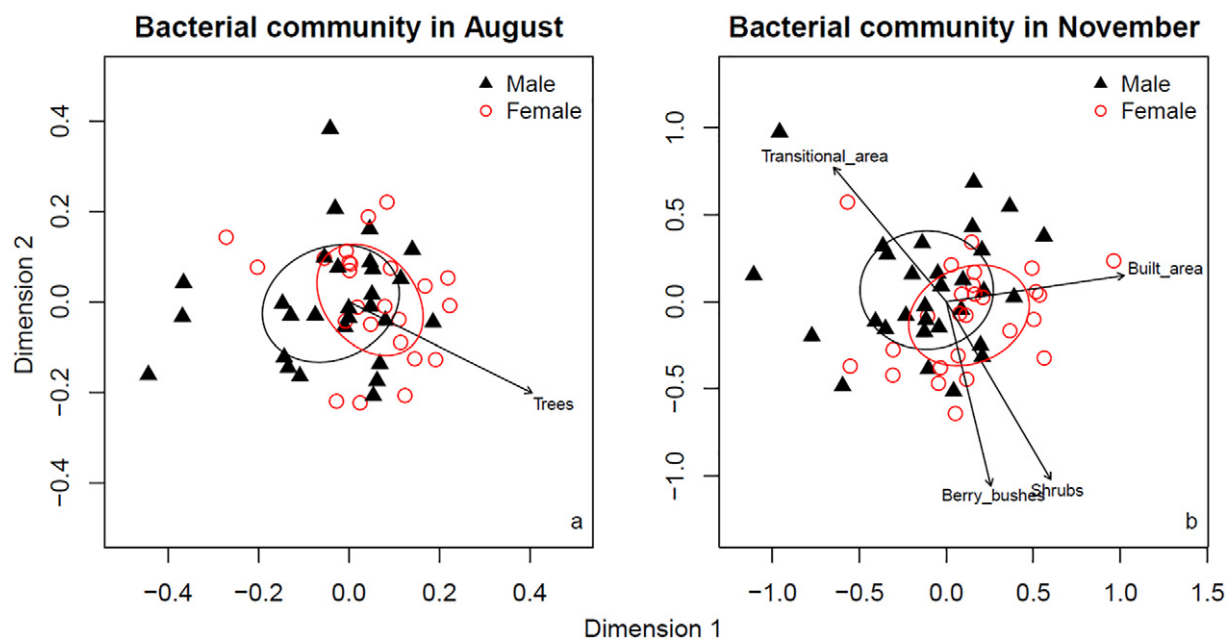 Bacterial community in August
Bacterial community in November
Male
Female
Male
Female
Dimension 2
0.4
0.2
0.0
−0.2
−0.4
Trees
a
−0.4
−0.2
0.0
0.2
0.4
1.0
0.5
0.0
−0.5
−1.0
Transitional_area
Built_area
Berry_bushes
Shrubs
b
−1.0
−0.5
0.0
0.5
1.0
1.5
Dimension 1